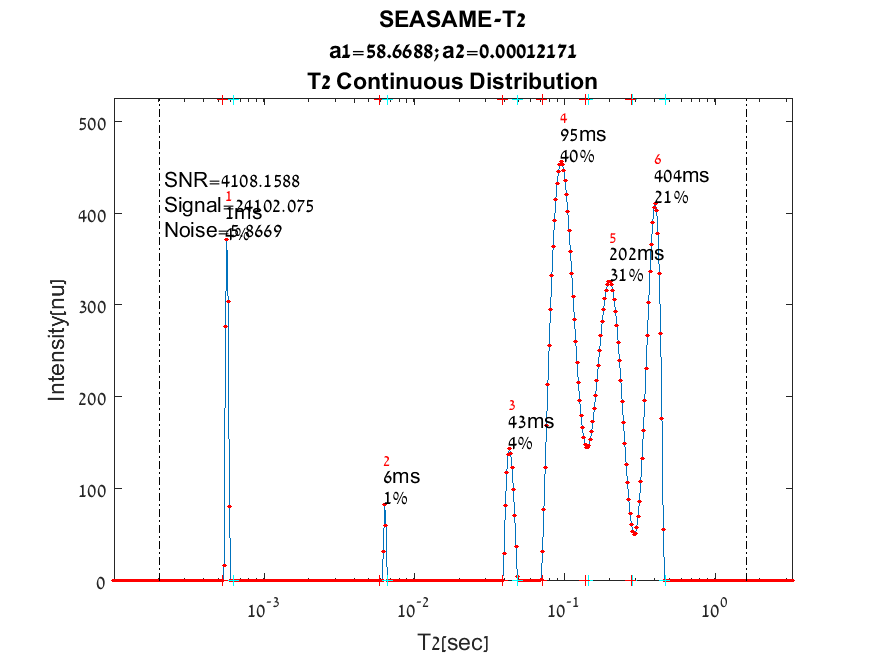 SEASAME-T2
a1=58.6688; a2=0.00012171
T2 Continuous Distribution
500
400
300
200
100
0
Intensity[nu]
SNR=4108.1588
Signal=24102.075
Noise=5.8669
1
1ms
4%
2
6ms
1%
3
43ms
4%
4
95ms
40%
5
202ms
31%
6
404ms
21%
10-3
10-2
10-1
100
T2[sec]